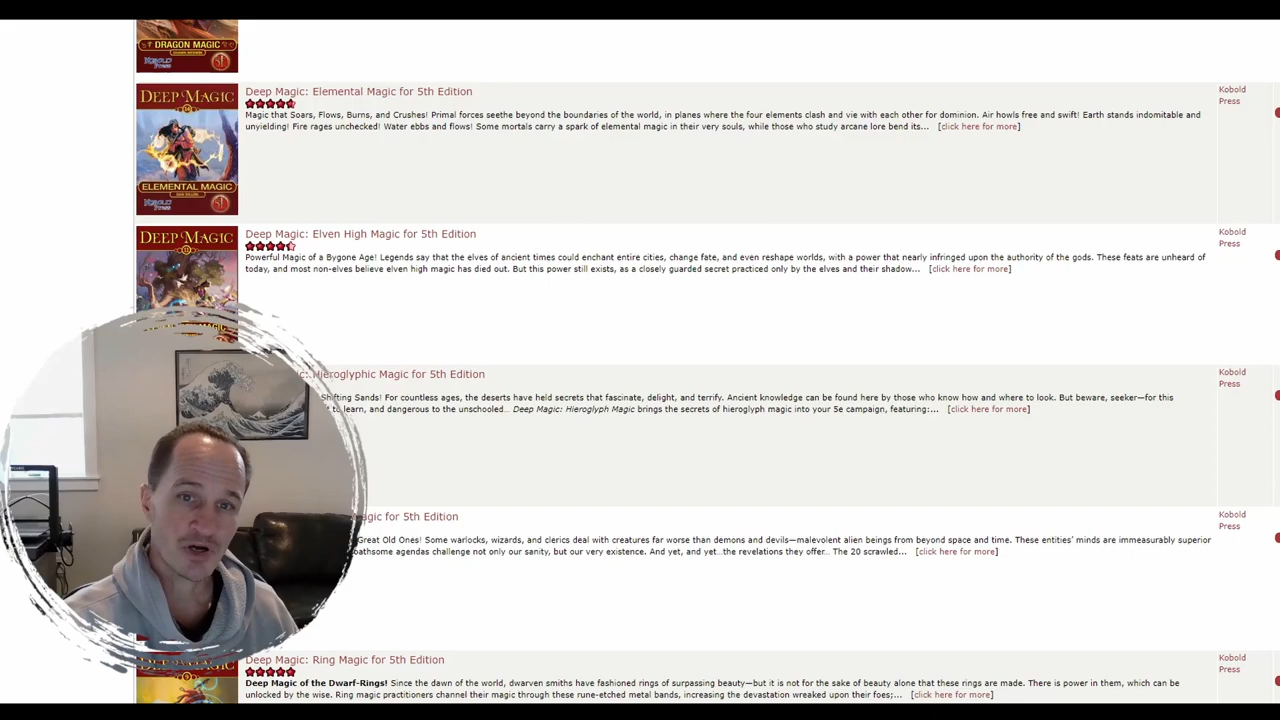 DRAGON MAGIC
KOBOLD
Press
5E
Deep Magic: Elemental Magic for 5th Edition
Kobold
Press
DEEP MAGIC
14
Magic that Soars, Flows, Burns, and Crushes! Primal forces seethe beyond the boundaries of the world, in planes where the four elements clash and vie with each other for dominion. Air howls free and swift! Earth stands indomitable and
unyielding! Fire rages unchecked! Water ebbs and flows! Some mortals carry a spark of elemental magic in their very souls, while those who study arcane lore bend its... [click here for more]
ELEMENTAL MAGIC
KOBOLD
Press
5E
Deep Magic: Elven High Magic for 5th Edition
Kobold
Press
DEEP MAGIC
Powerful Magic of a Bygone Age! Legends say that the elves of ancient times could enchant entire cities, change fate, and even reshape worlds, with a power that nearly infringed upon the authority of the gods. These feats are unheard of
today, and most non-elves believe elven high magic has died out. But this power still exists, as a closely guarded secret practiced only by the elves and their shadow... [click here for more]
ic: Hieroglyphic Magic for 5th Edition
Kobold
Press
Shifting Sands! For countless ages, the deserts have held secrets that fascinate, delight, and terrify. Ancient knowledge can be found here by those who know how and where to look. But beware, seeker—for this
to learn, and dangerous to the unschooled... Deep Magic: Hieroglyph Magic brings the secrets of hieroglyph magic into your 5e campaign, featuring:... [click here for more]
agic for 5th Edition
Kobold
Press
Great Old Ones! Some warlocks, wizards, and clerics deal with creatures far worse than demons and devils—malevolent alien beings from beyond space and time. These entities' minds are immeasurably superior
athsome agendas challenge not only our sanity, but our very existence. And yet, and yet...the revelations they offer... The 20 scrawled... [click here for more]
Deep Magic: Ring Magic for 5th Edition
Kobold
Press
DEEP MAGIC
Deep Magic of the Dwarf-Rings! Since the dawn of the world, dwarven smiths have fashioned rings of surpassing beauty—but it is not for the sake of beauty alone that these rings are made. There is power in them, which can be
unlocked by the wise. Ring magic practitioners channel their magic through these rune-etched metal bands, increasing the devastation wreaked upon their foes;... [click here for more]